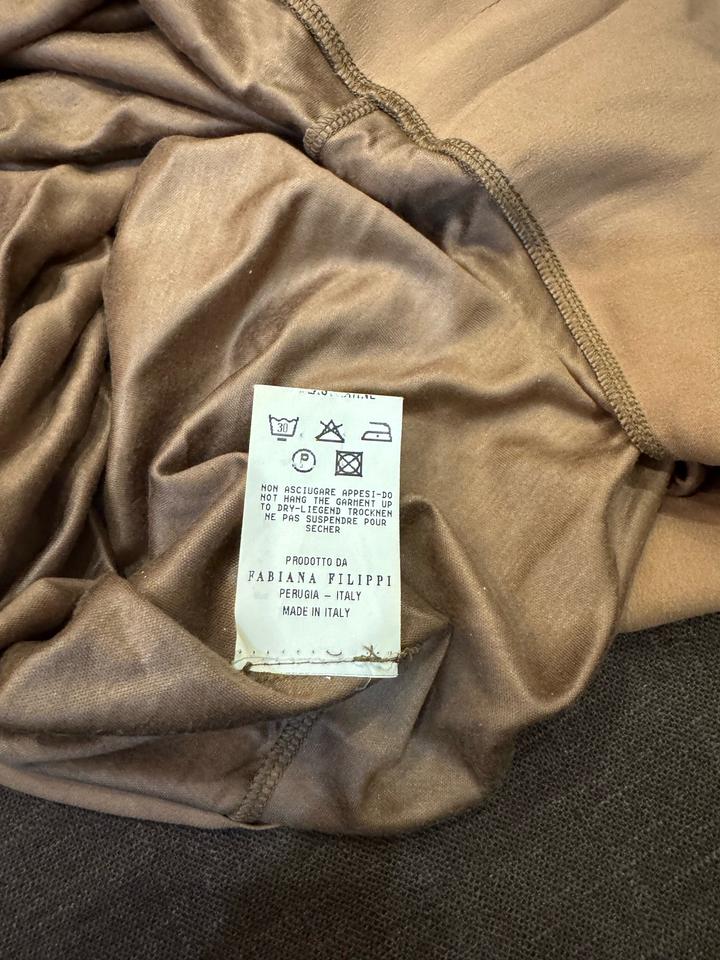 30
P
NON ASCIUGARE APPESI-DO
NOT HANG THE GARMENT UP
TO DRY-LIEGEND TROCKNEN
NE PAS SUSPENDRE POUR
SECHER
PRODOTTO DA
FABIANA FILIPPI
PERUGIA – ITALY
MADE IN ITALY